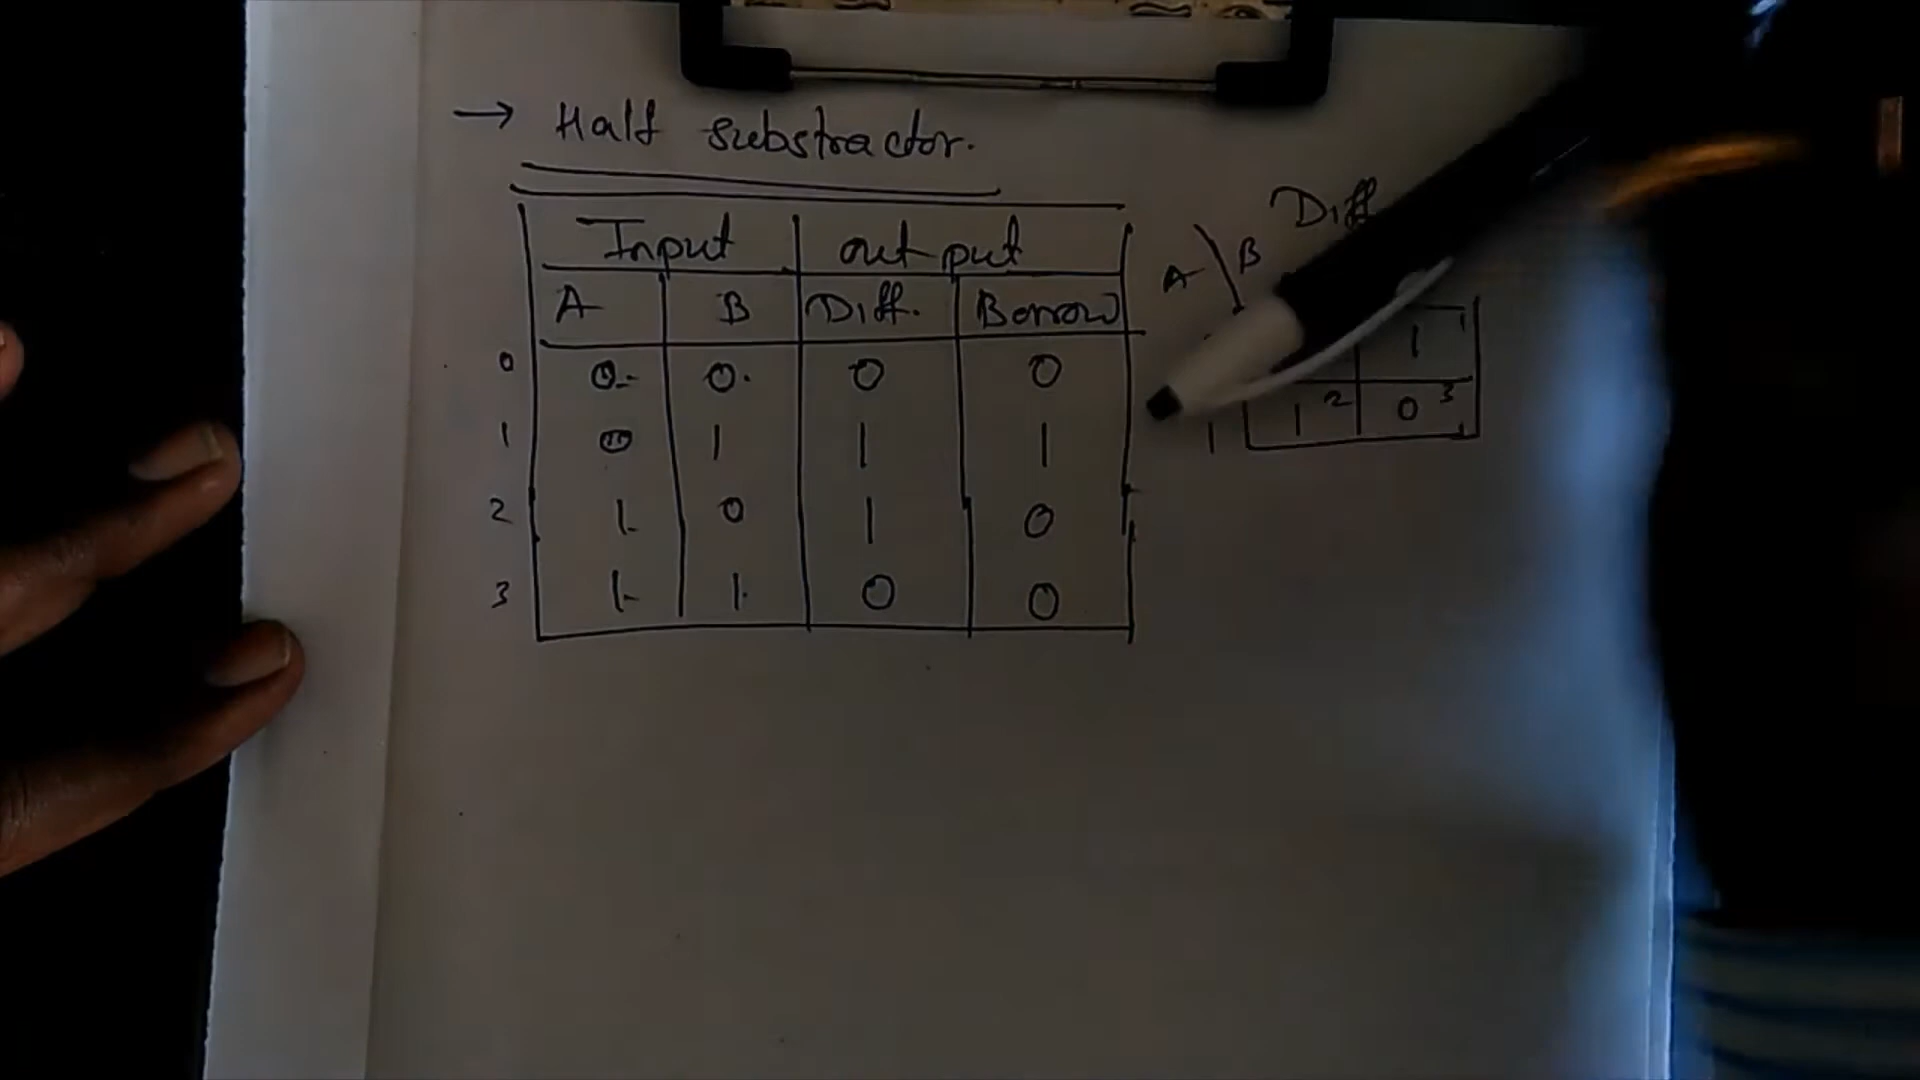 → Half substractor.
Input output
A B Diff. Borrow
0 0 0 0 0
1 0 1 1 1
2 1 0 1 0
3 1 1 0 0
Diff
A \ B
1 1
1 1 2 0 3